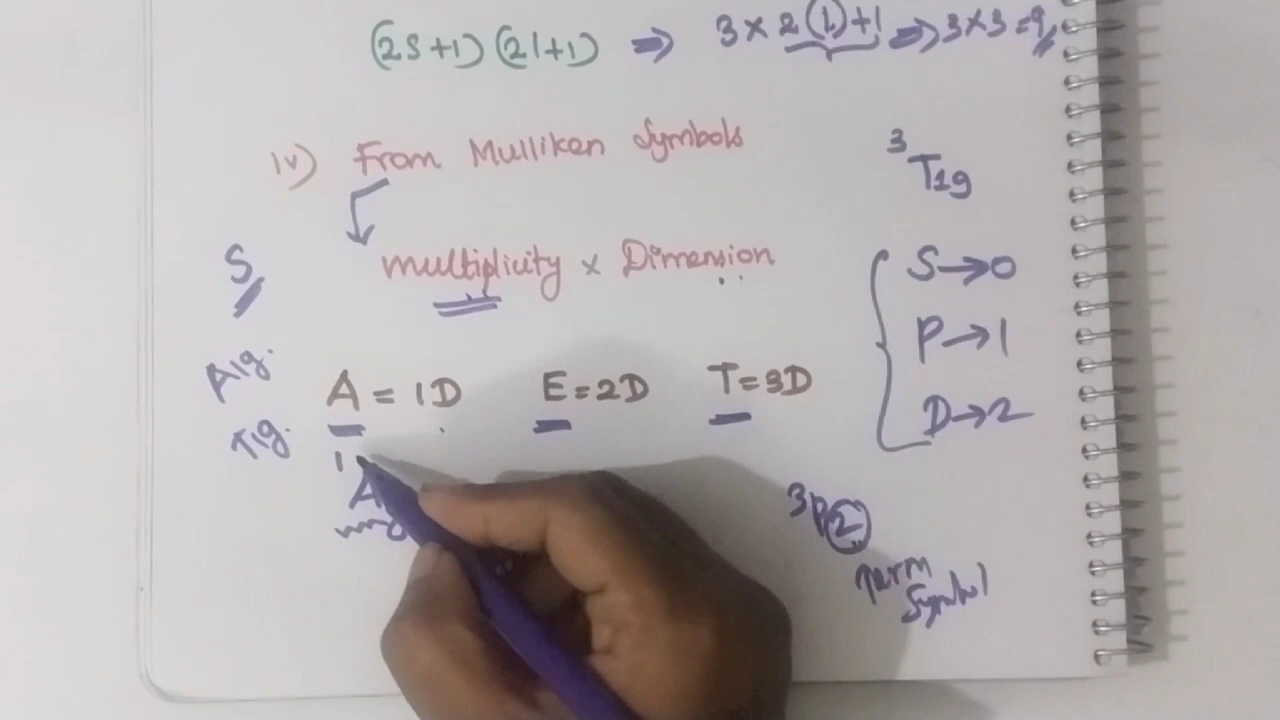 (2S+1) (2l+1) ⇒ 3 × 2(1)+1 ⇒ 3×3=9
iv) From Mulliken Symbols
3T1g
S
multiplicity × Dimension
S→0
P→1
A1g.
A = 1D E=2D T=3D
D→2
T1g.
1
A
3P2
Term
Symbol